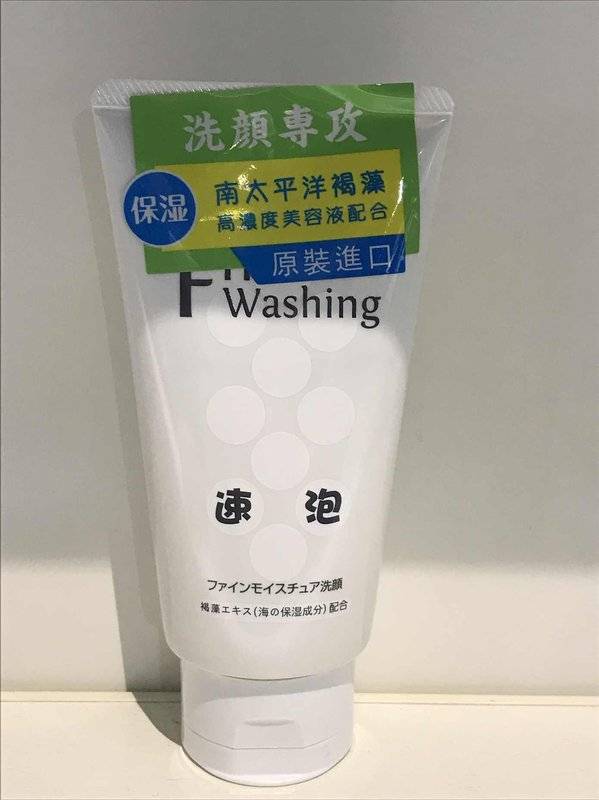 洗顔専攻
保湿
南太平洋褐藻
高濃度美容液配合
原裝進口
Washing
速泡
ファインモイスチュア洗顔
褐藻エキス(海の保湿成分)配合